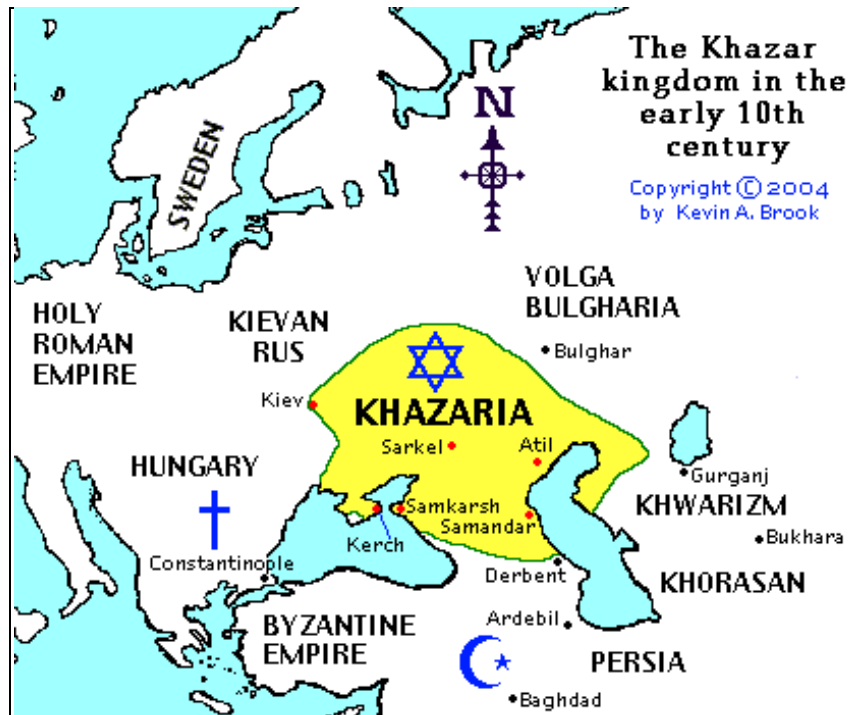 The Khazar
kingdom in the
early 10th
century
Copyright © 2004
by Kevin A. Brook
N
SWEDEN
VOLGA
BULGHARIA
HOLY
ROMAN
EMPIRE
KIEVAN
RUS
Bulghar
Kiev
KHAZARIA
Sarkel
Atil
HUNGARY
Gurganj
KHWARIZM
Samkarsh
Samandar
Kerch
Bukhara
Constantinople
Derbent
KHORASAN
BYZANTINE
EMPIRE
Ardebil
PERSIA
Baghdad